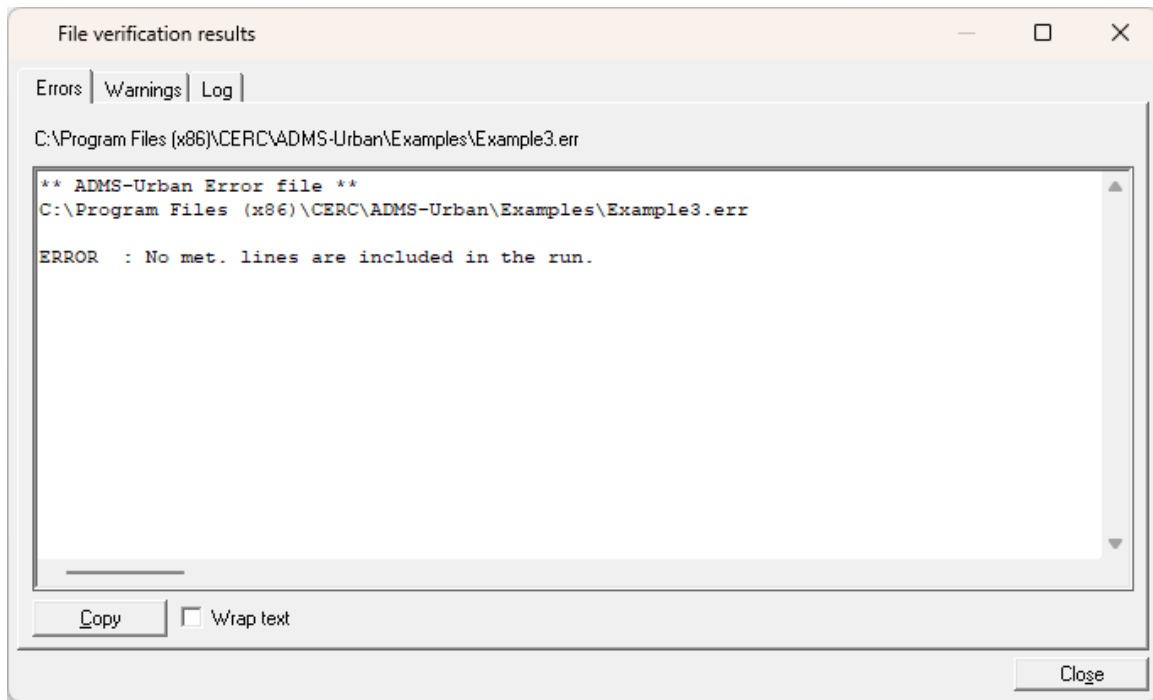 File verification results
Errors Warnings Log
C:\Program Files (x86)\CERC\ADMS-Urban\Examples\Example3.err
** ADMS-Urban Error file **
C:\Program Files (x86)\CERC\ADMS-Urban\Examples\Example3.err
ERROR  : No met. lines are included in the run.
Copy Wrap text
Close